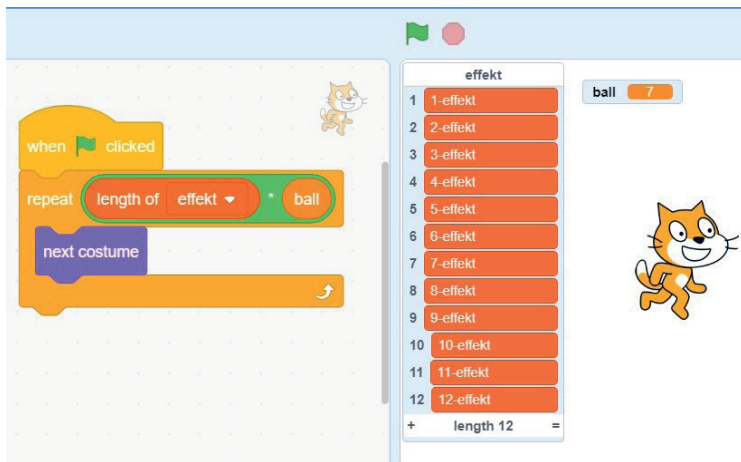 when clicked
repeat length of effekt * ball
next costume
effekt
1 1-effekt
2 2-effekt
3 3-effekt
4 4-effekt
5 5-effekt
6 6-effekt
7 7-effekt
8 8-effekt
9 9-effekt
10 10-effekt
11 11-effekt
12 12-effekt
+ length 12 =
ball 7